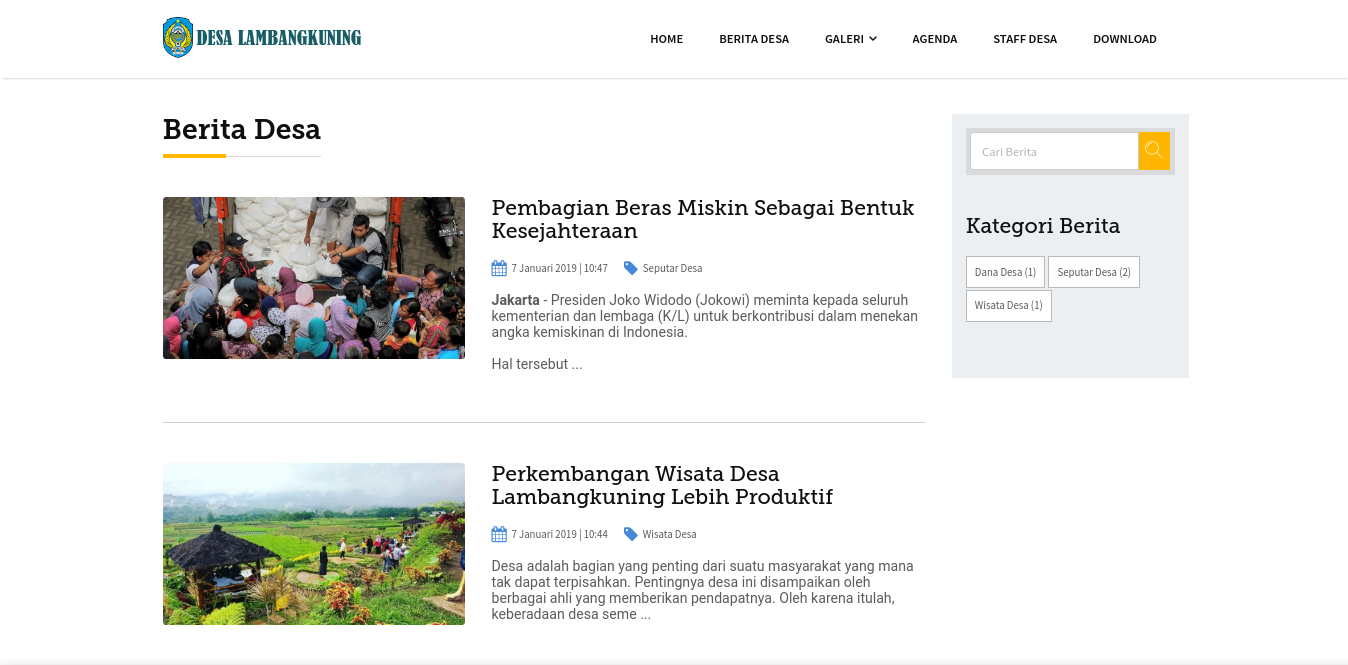 DESA LAMBANGKUNING
HOME BERITA DESA GALERI AGENDA STAFF DESA DOWNLOAD
Berita Desa
Pembagian Beras Miskin Sebagai Bentuk
Kesejahteraan
7 Januari 2019 | 10:47 Seputar Desa
Jakarta - Presiden Joko Widodo (Jokowi) meminta kepada seluruh
kementerian dan lembaga (K/L) untuk berkontribusi dalam menekan
angka kemiskinan di Indonesia.
Hal tersebut ...
Perkembangan Wisata Desa
Lambangkuning Lebih Produktif
7 Januari 2019 | 10:44 Wisata Desa
Desa adalah bagian yang penting dari suatu masyarakat yang mana
tak dapat terpisahkan. Pentingnya desa ini disampaikan oleh
berbagai ahli yang memberikan pendapatnya. Oleh karena itulah,
keberadaan desa seme ...
Cari Berita
Kategori Berita
Dana Desa (1) Seputar Desa (2)
Wisata Desa (1)